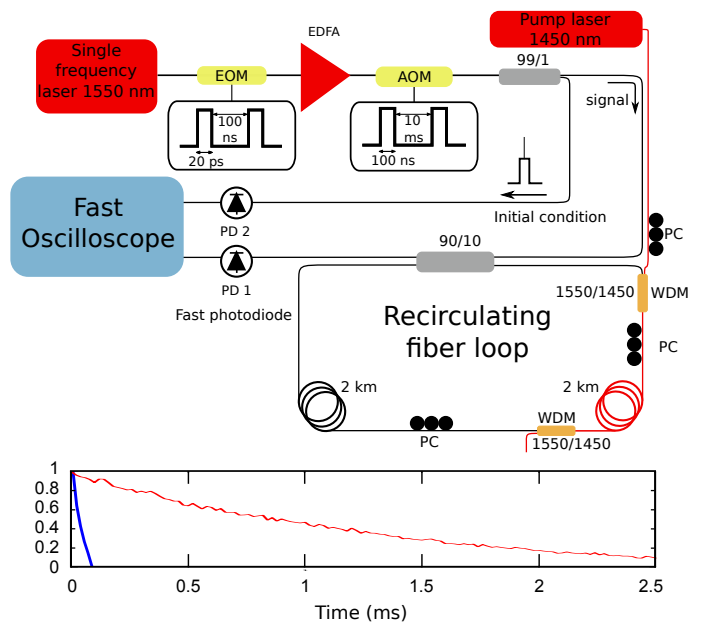 Pump laser
1450 nm
EDFA
Single
frequency
laser 1550 nm
EOM
AOM
99/1
signal
100
ns
20 ps
10
ms
100 ns
Initial condition
Fast
Oscilloscope
PD 2
PD 1
90/10
PC
Fast photodiode
1550/1450
WDM
Recirculating
fiber loop
PC
2 km
2 km
PC
WDM
1550/1450
1
0.8
0.6
0.4
0.2
0
0
0.5
1
1.5
2
2.5
Time (ms)